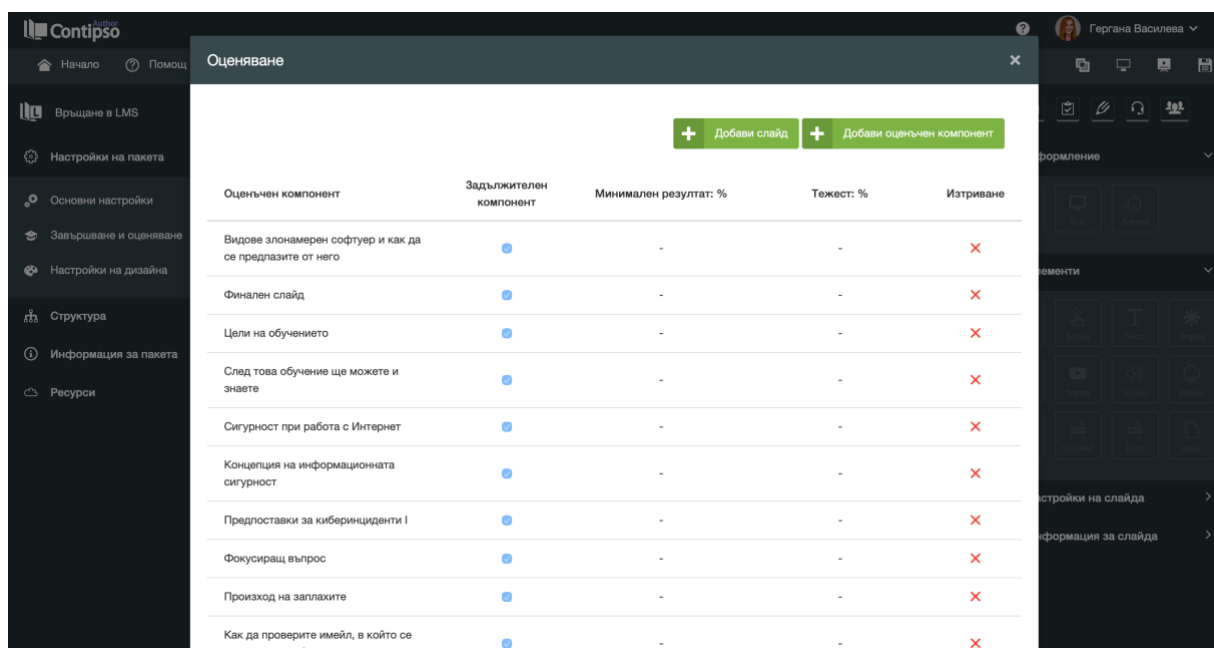 Contipso Author
Гергана Василева
Начало
Помощ
Оценяване
Връщане в LMS
Добави слайд
Добави оценъчен компонент
Настройки на пакета
Основни настройки
Завършване и оценяване
Настройки на дизайна
Структура
Информация за пакета
Ресурси
Оценъчен компонент
Задължителен
компонент
Минимален резултат: %
Тежест: %
Изтриване
Видове злонамерен софтуер и как да
се предпазите от него
-
-
Финален слайд
-
-
Цели на обучението
-
-
След това обучение ще можете и
знаете
-
-
Сигурност при работа с Интернет
-
-
Концепция на информационната
сигурност
-
-
Предпоставки за киберинциденти I
-
-
Фокусиращ въпрос
-
-
Произход на заплахите
-
-
Как да проверите имейл, в който се
-
-
формление
лементи
SCORM
стройки на слайда
формация за слайда